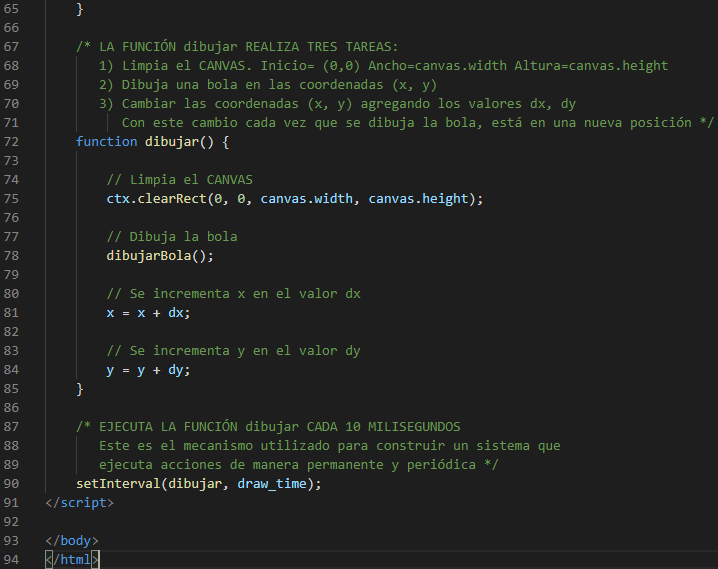 65 }
66
67 /* LA FUNCIÓN dibujar REALIZA TRES TAREAS:
68 1) Limpia el CANVAS. Inicio= (0,0) Ancho=canvas.width Altura=canvas.height
69 2) Dibuja una bola en las coordenadas (x, y)
70 3) Cambiar las coordenadas (x, y) agregando los valores dx, dy
71 Con este cambio cada vez que se dibuja la bola, está en una nueva posición */
72 function dibujar() {
73
74 // Limpia el CANVAS
75 ctx.clearRect(0, 0, canvas.width, canvas.height);
76
77 // Dibuja la bola
78 dibujarBola();
79
80 // Se incrementa x en el valor dx
81 x = x + dx;
82
83 // Se incrementa y en el valor dy
84 y = y + dy;
85 }
86
87 /* EJECUTA LA FUNCIÓN dibujar CADA 10 MILISEGUNDOS
88 Este es el mecanismo utilizado para construir un sistema que
89 ejecuta acciones de manera permanente y periódica */
90 setInterval(dibujar, draw_time);
91 </script>
92
93 </body>
94 </html>